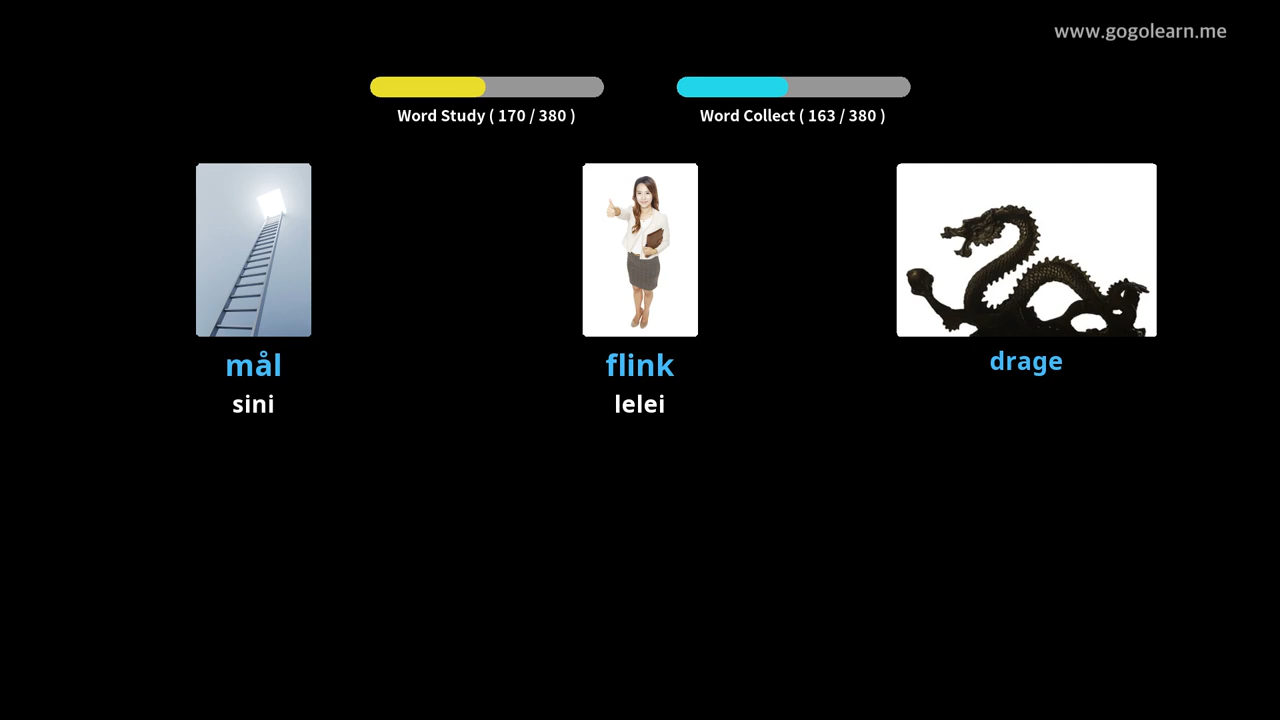 www.gogolearn.me
Word Study ( 170 / 380 )
Word Collect ( 163 / 380 )
mål
flink
drage
sini
lelei